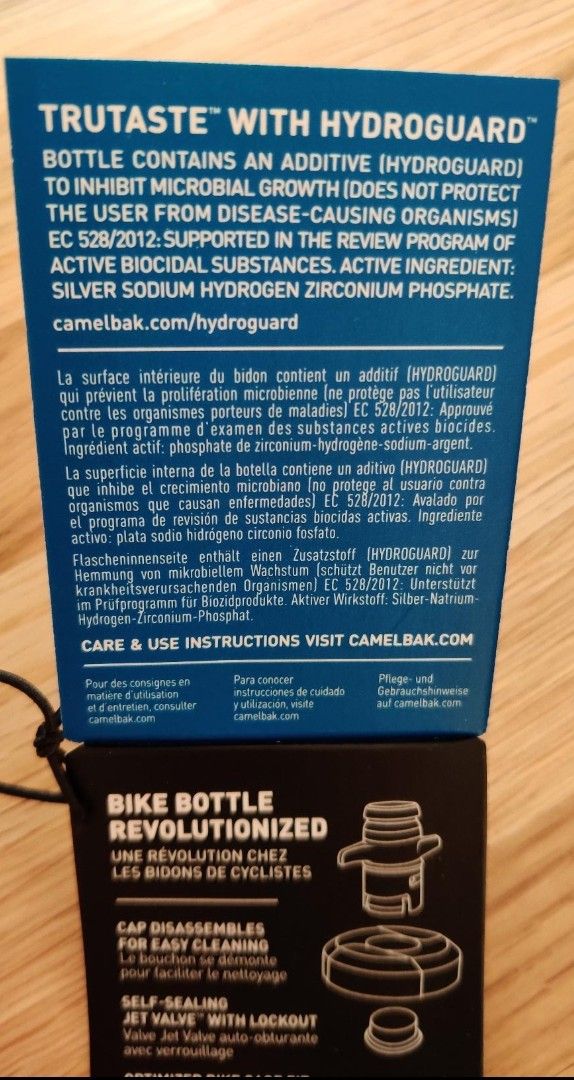 TRUTASTE™ WITH HYDROGUARD™
BOTTLE CONTAINS AN ADDITIVE (HYDROGUARD)
TO INHIBIT MICROBIAL GROWTH (DOES NOT PROTECT
THE USER FROM DISEASE-CAUSING ORGANISMS)
EC 528/2012: SUPPORTED IN THE REVIEW PROGRAM OF
ACTIVE BIOCIDAL SUBSTANCES. ACTIVE INGREDIENT:
SILVER SODIUM HYDROGEN ZIRCONIUM PHOSPHATE.
camelbak.com/hydroguard
La surface intérieure du bidon contient un additif (HYDROGUARD)
qui prévient la prolifération microbienne (ne protège pas l'utilisateur
contre les organismes porteurs de maladies) EC 528/2012: Approuvé
par le programme d'examen des substances actives biocides.
Ingrédient actif: phosphate de zirconium-hydrogène-sodium-argent.
La superficie interna de la botella contiene un aditivo (HYDROGUARD)
que inhibe el crecimiento microbiano (no protege al usuario contra
organismos que causan enfermedades) EC 528/2012: Avalado por
el programa de revisión de sustancias biocidas activas. Ingrediente
activo: plata sodio hidrógeno circonio fosfato.
Flascheninnenseite enthält einen Zusatzstoff (HYDROGUARD) zur
Hemmung von mikrobiellem Wachstum (schützt Benutzer nicht vor
krankheitsverursachenden Organismen) EC 528/2012: Unterstützt
im Prüfprogramm für Biozidprodukte. Aktiver Wirkstoff: Silber-Natrium-
Hydrogen-Zirconium-Phosphat.
CARE & USE INSTRUCTIONS VISIT CAMELBAK.COM
Pour des consignes en
matière d'utilisation
et d'entretien, consulter
camelbak.com
Para conocer
instrucciones de cuidado
y utilización, visite
camelbak.com
Pflege- und
Gebrauchshinweise
auf camelbak.com
BIKE BOTTLE
REVOLUTIONIZED
UNE RÉVOLUTION CHEZ
LES BIDONS DE CYCLISTES
CAP DISASSEMBLES
FOR EASY CLEANING
Le bouchon se démonte
pour faciliter le nettoyage
SELF-SEALING
JET VALVE™ WITH LOCKOUT
Valve Jet Valve auto-obturante
avec verrouillage